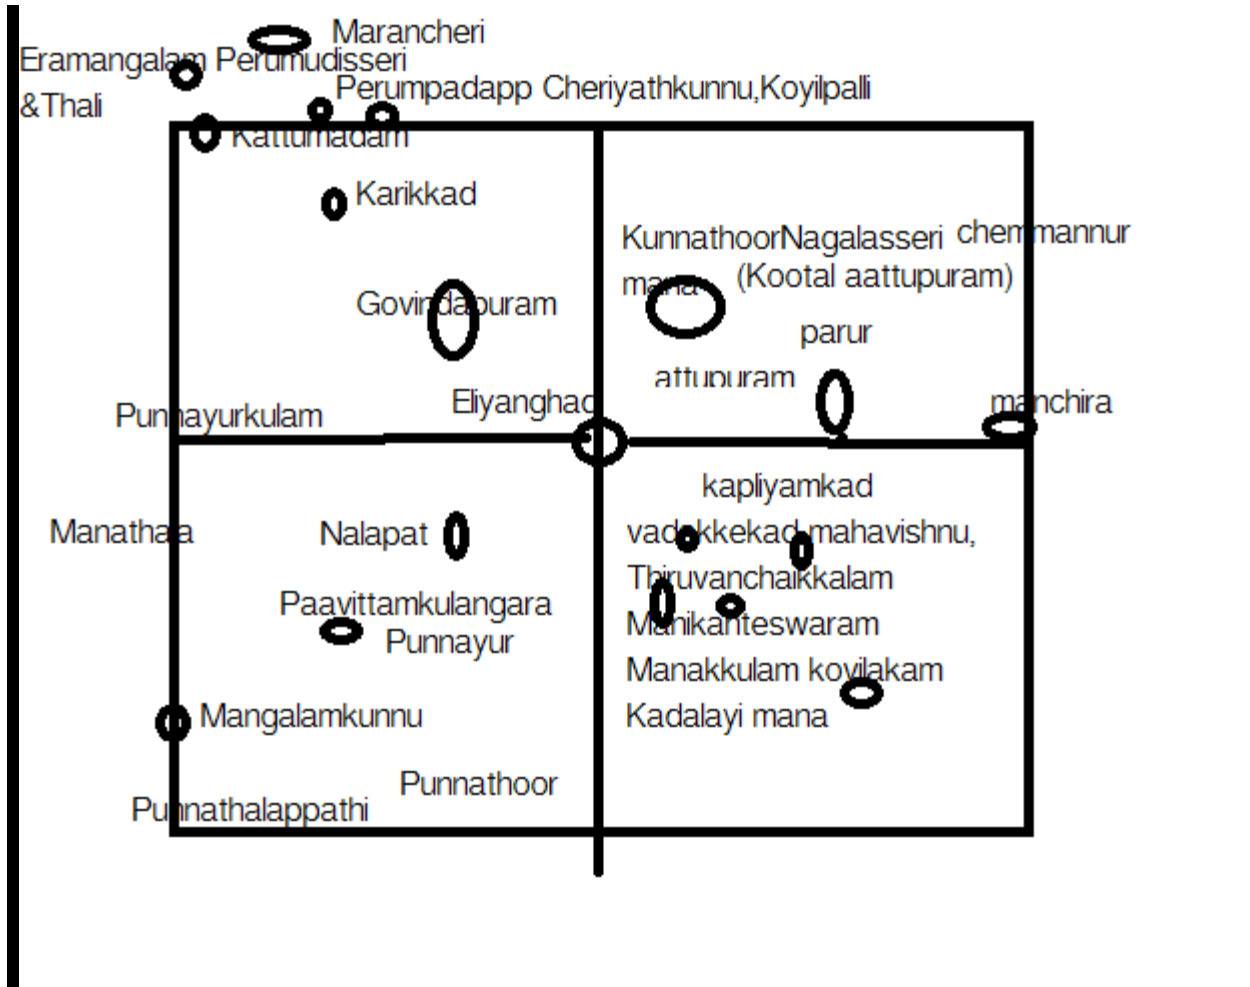 Marancheri
Eramangalam Perumudisseri
&Thali
Perumpadapp Cheriyathkunnu,Koyilpalli
Kattumadam
Karikkad
KunnathoorNagalasseri chemmannur
mana (Kootal aattupuram)
Govindapuram
parur
attupuram
Eliyanghad
manchira
Punnayurkulam
kapliyamkad
Manathala
Nalapat
vadakkekad mahavishnu,
Thiruvanchaikkalam
Paavittamkulangara
Manikanteswaram
Punnayur
Manakkulam kovilakam
Mangalamkunnu
Kadalayi mana
Punnathoor
Punnathalappathi